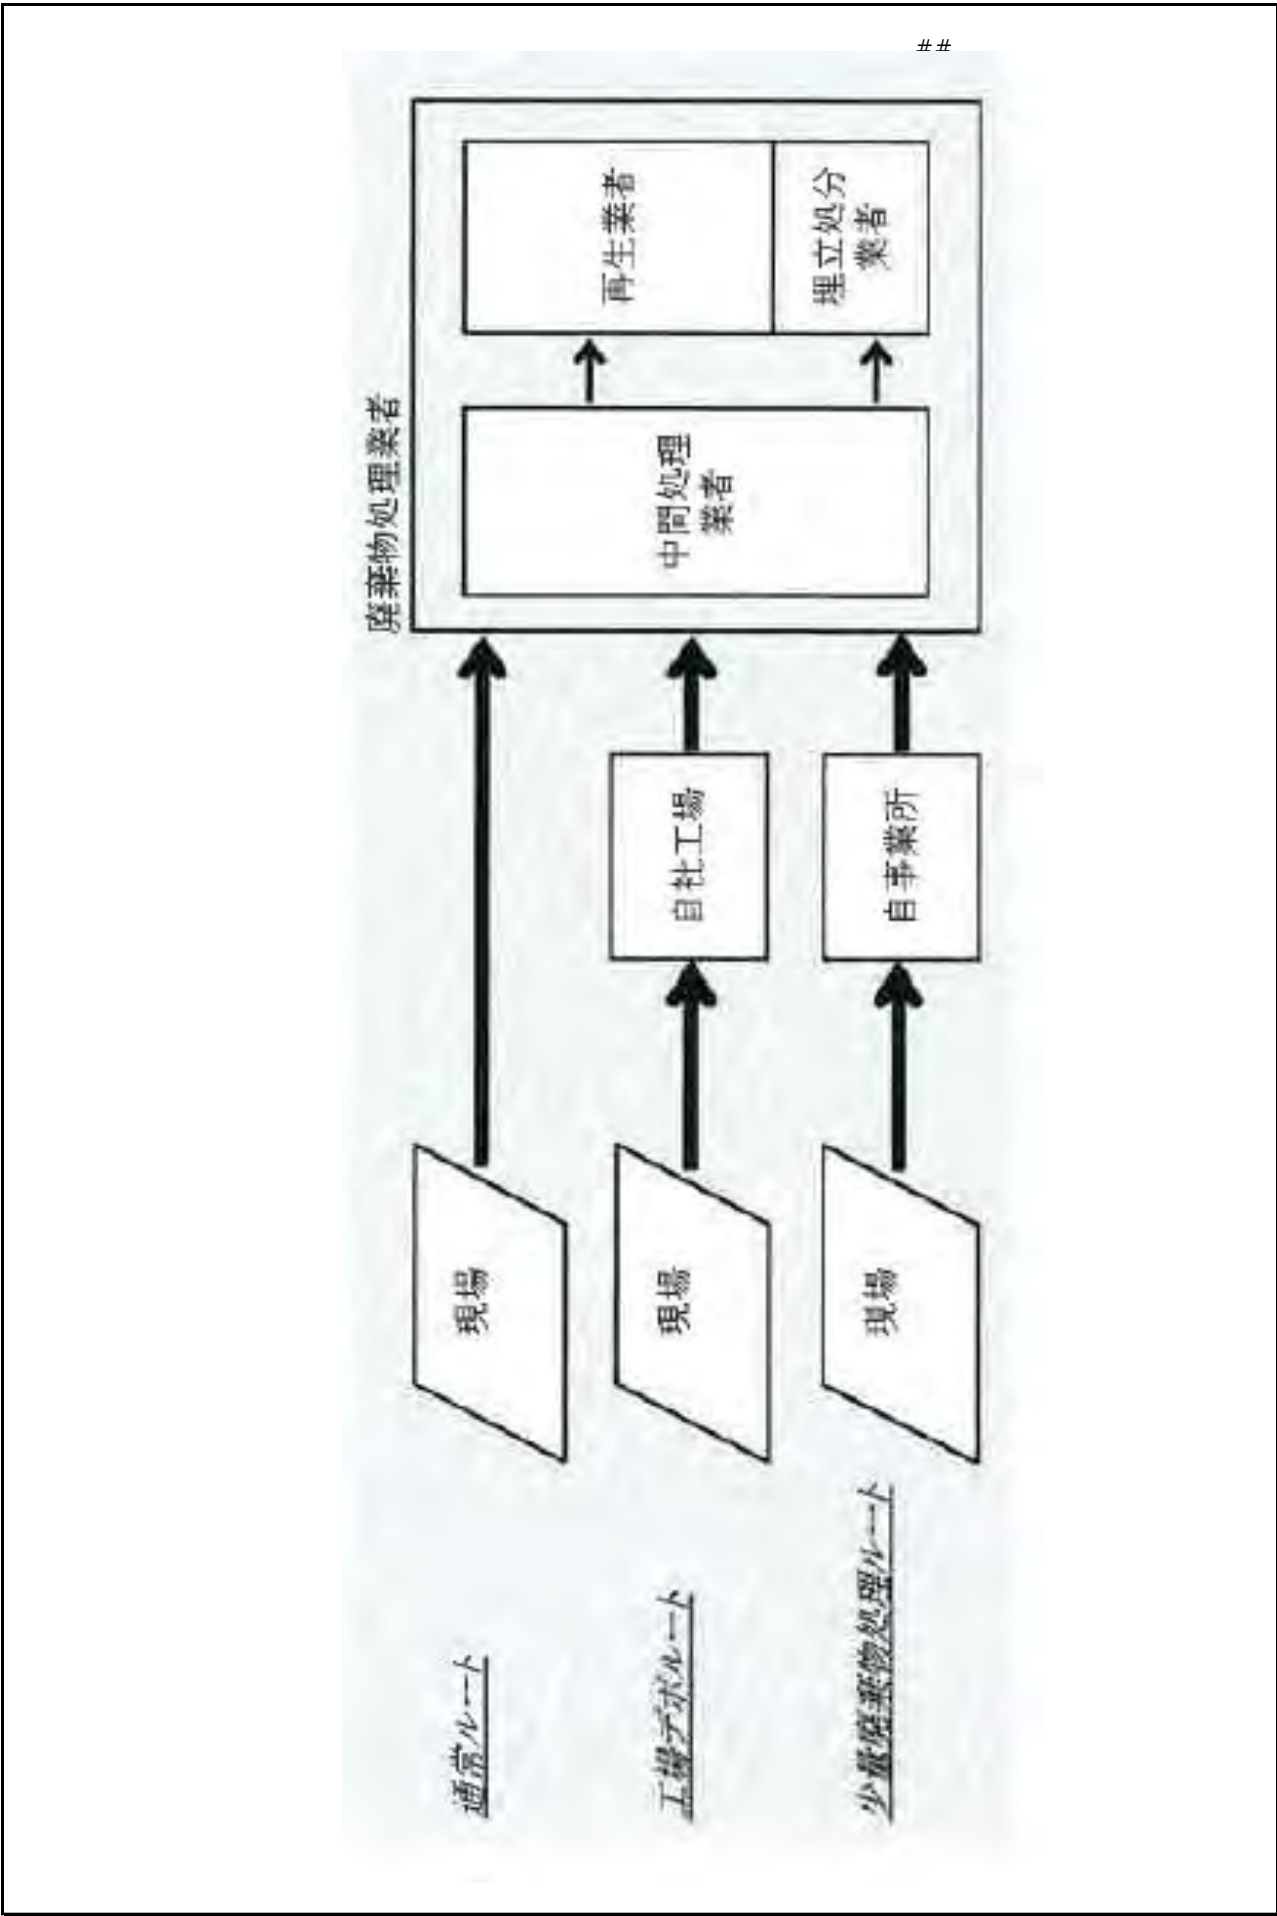 ##
廃棄物処理業者
通常ルート
現場
中間処理
業者
再生業者
埋立処分
業者
工機デポルート
現場
自社工場
少量廃棄物処理ルート
現場
自事業所